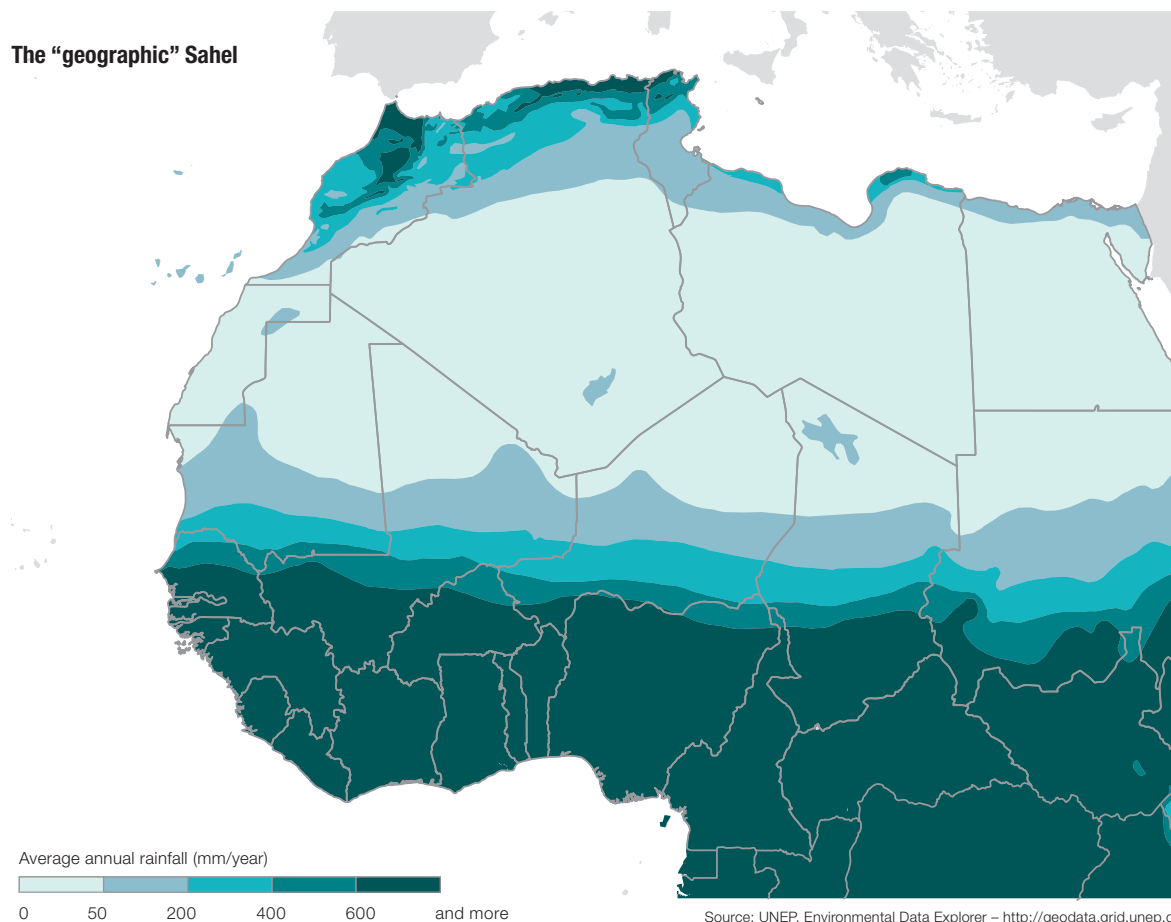 The “geographic” Sahel
Average annual rainfall (mm/year)
0 50 200 400 600 and more
Source: UNEP, Environmental Data Explorer – http://geodata.grid.unep.c